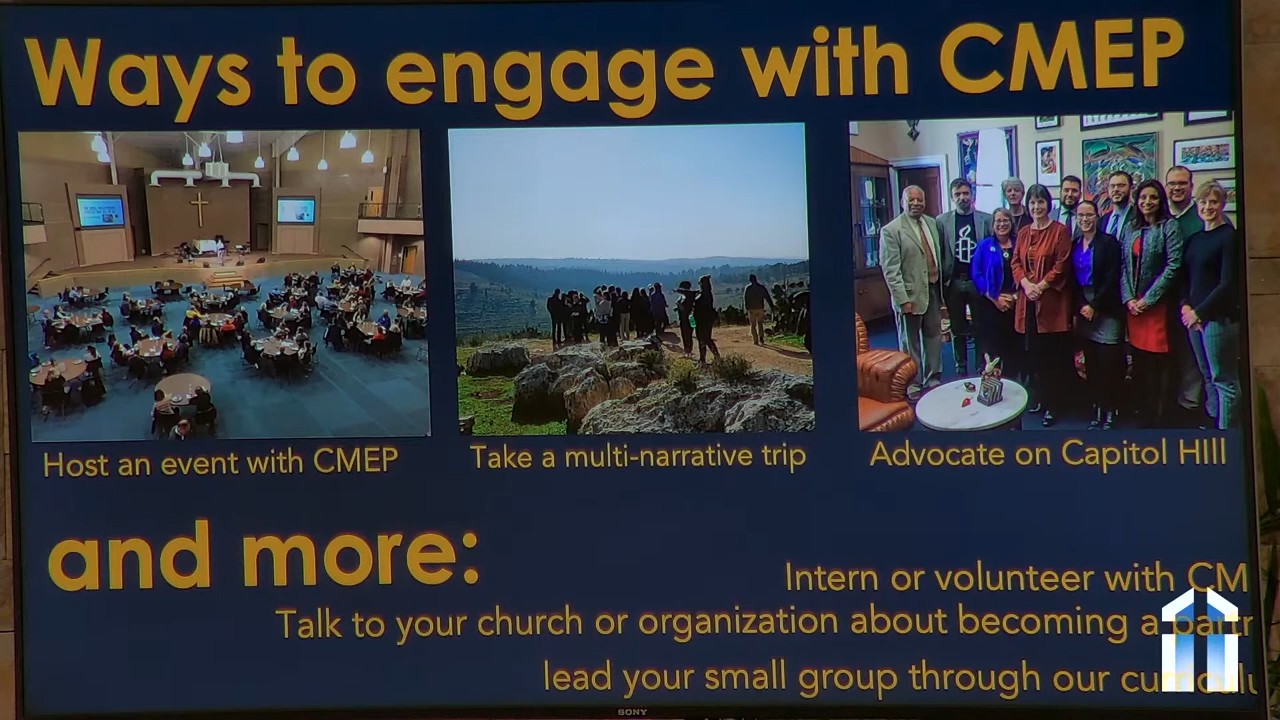 Ways to engage with CMEP
Host an event with CMEP
Take a multi-narrative trip
Advocate on Capitol HIll
and more:
Intern or volunteer with CM
Talk to your church or organization about becoming a
lead your small group through our
SONY